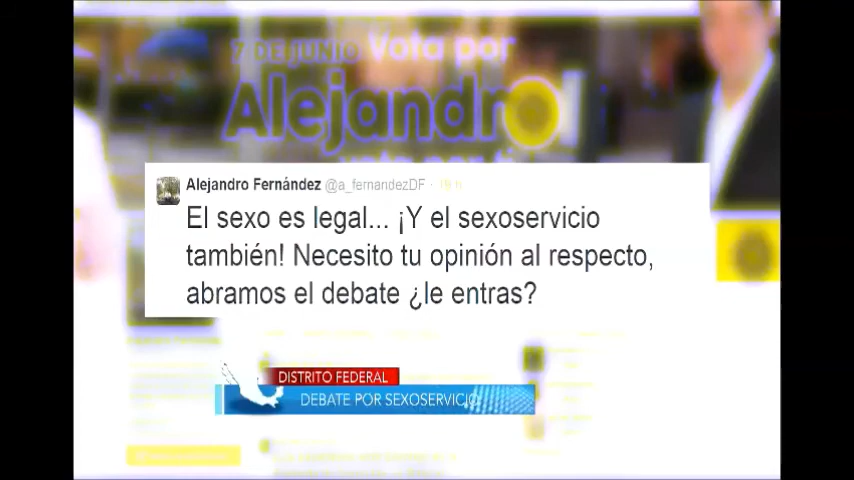 7 DE JUNIO Vota por
Alejandro
Alejandro Fernández @a_fernandezDF · 19 h
El sexo es legal... ¡Y el sexoservicio
también! Necesito tu opinión al respecto,
abramos el debate ¿le entras?
DISTRITO FEDERAL
DEBATE POR SEXOSERVICIO